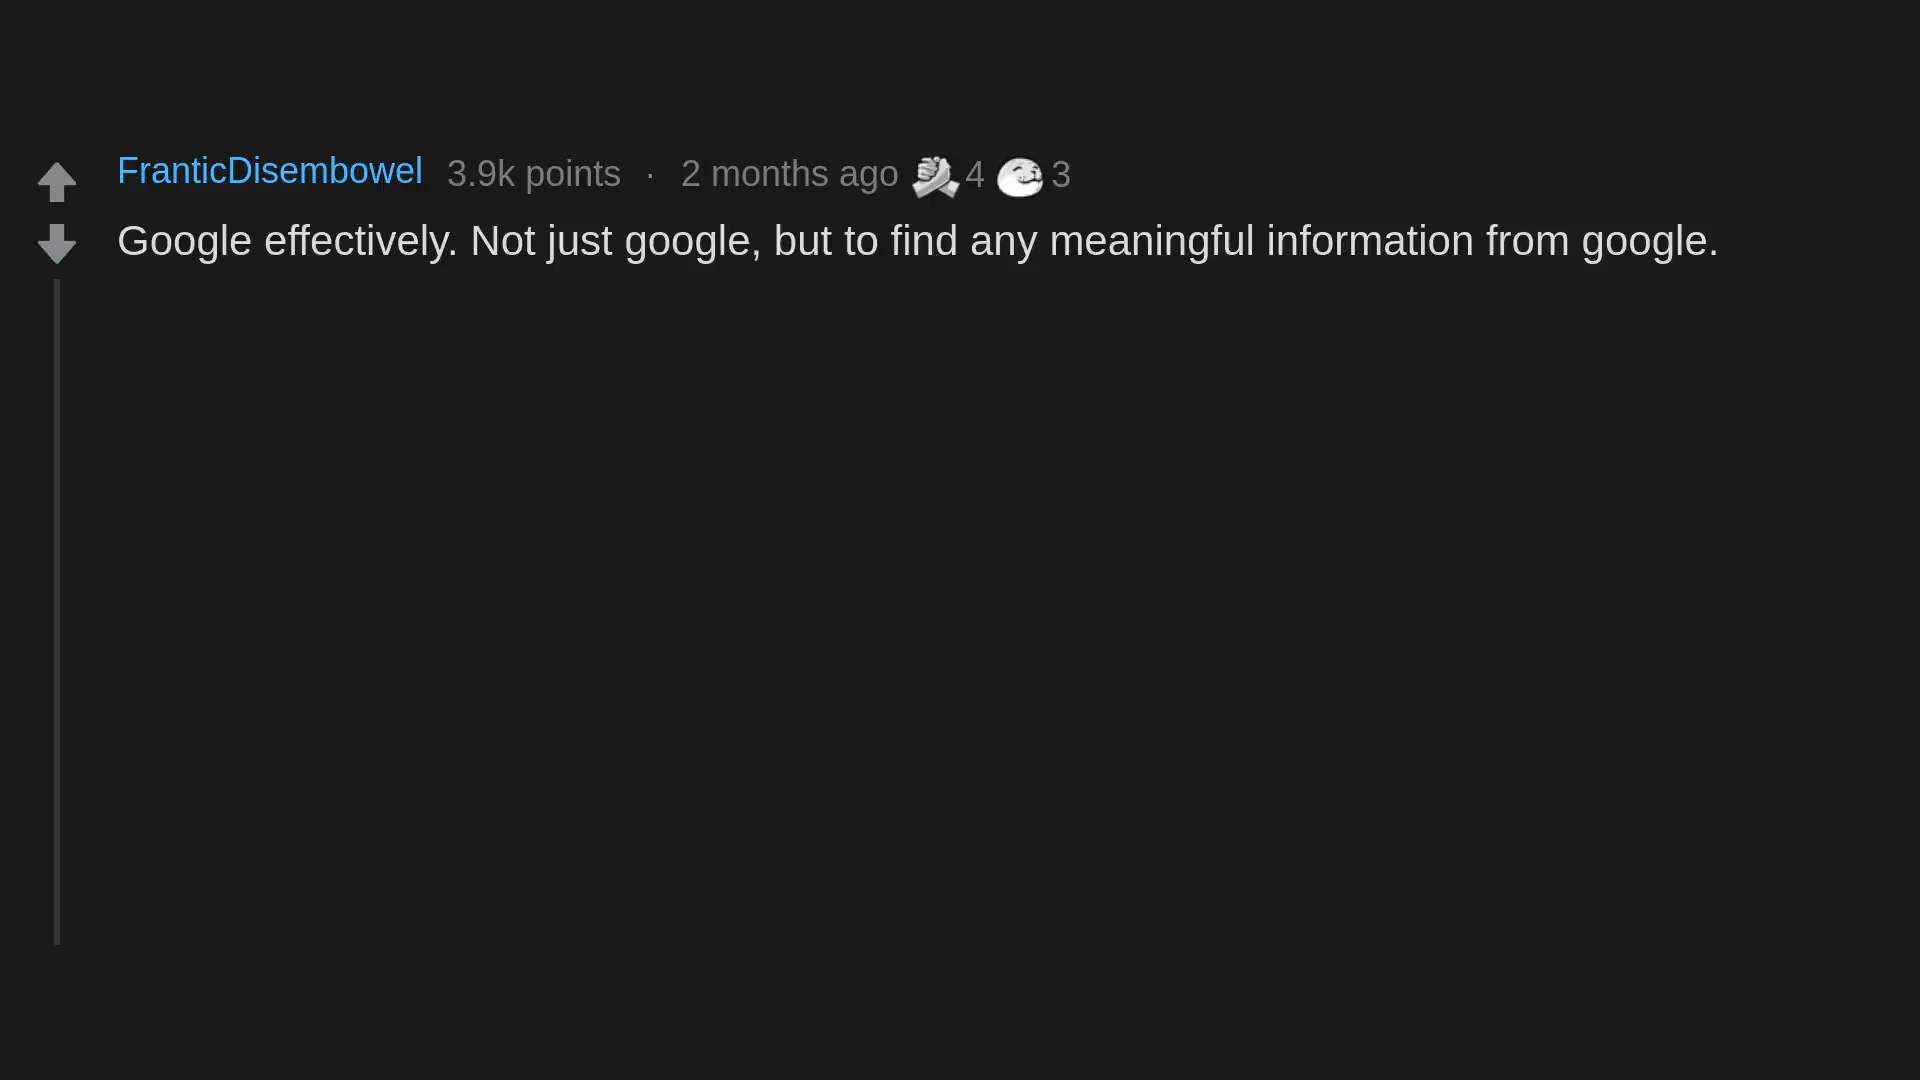 FranticDisembowel 3.9k points · 2 months ago 4 3
Google effectively. Not just google, but to find any meaningful information from google.